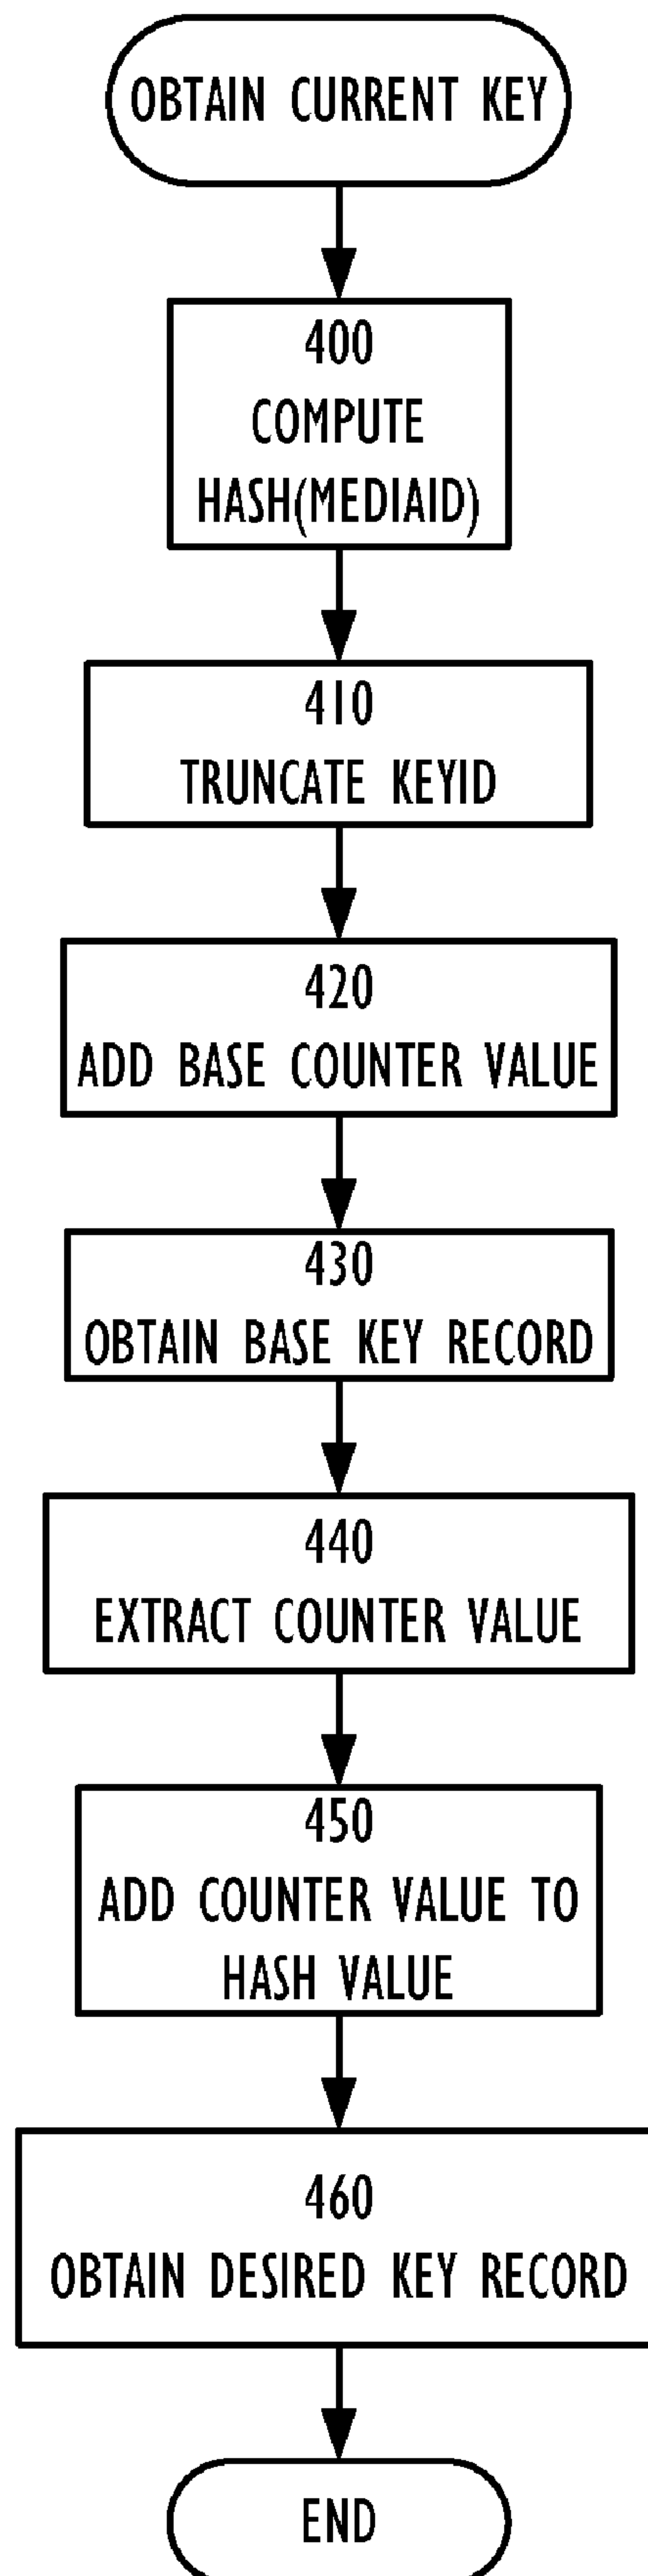 OBTAIN CURRENT KEY
400
COMPUTE
HASH(MEDIAID)
410
TRUNCATE KEYID
420
ADD BASE COUNTER VALUE
430
OBTAIN BASE KEY RECORD
440
EXTRACT COUNTER VALUE
450
ADD COUNTER VALUE TO
HASH VALUE
460
OBTAIN DESIRED KEY RECORD
END